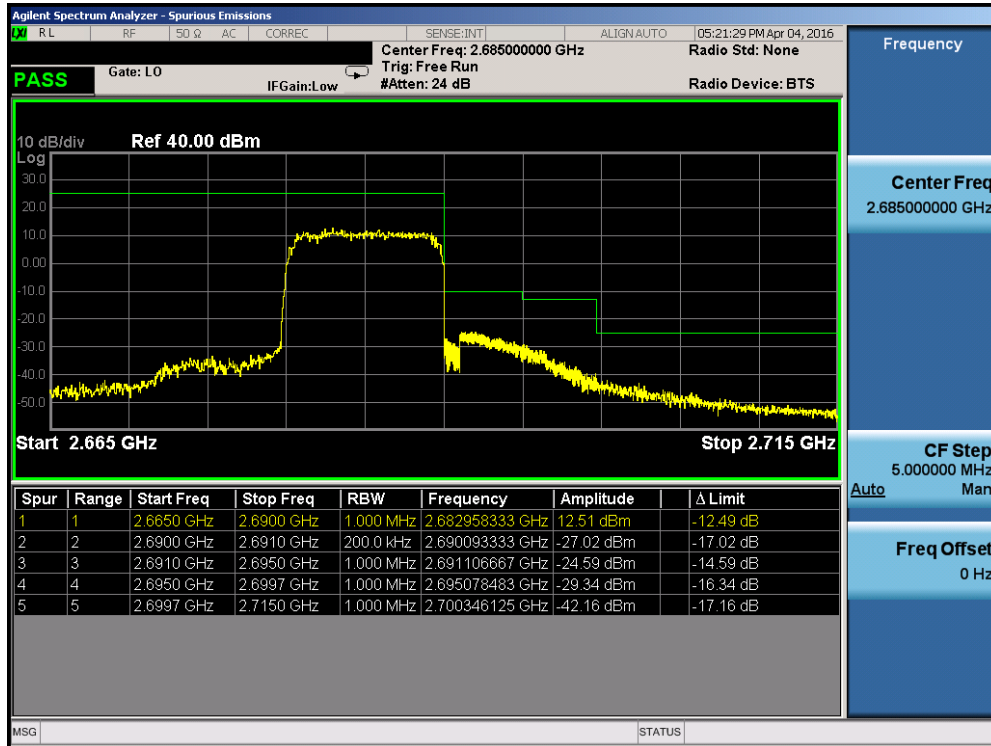 Agilent Spectrum Analyzer - Spurious Emissions
LXI RL RF 50 Ω AC CORREC SENSE:INT ALIGN AUTO 05:21:29 PM Apr 04, 2016
Center Freq: 2.685000000 GHz Radio Std: None
Trig: Free Run
PASS Gate: LO IFGain:Low #Atten: 24 dB Radio Device: BTS
10 dB/div Ref 40.00 dBm
Log
30.0
20.0
10.0
0.00
-10.0
-20.0
-30.0
-40.0
-50.0
Start 2.665 GHz Stop 2.715 GHz
Spur Range Start Freq Stop Freq RBW Frequency Amplitude Δ Limit
1 1 2.6650 GHz 2.6900 GHz 1.000 MHz 2.682958333 GHz 12.51 dBm -12.49 dB
2 2 2.6900 GHz 2.6910 GHz 200.0 kHz 2.690093333 GHz -27.02 dBm -17.02 dB
3 3 2.6910 GHz 2.6950 GHz 1.000 MHz 2.691106667 GHz -24.59 dBm -14.59 dB
4 4 2.6950 GHz 2.6997 GHz 1.000 MHz 2.695078483 GHz -29.34 dBm -16.34 dB
5 5 2.6997 GHz 2.7150 GHz 1.000 MHz 2.700346125 GHz -42.16 dBm -17.16 dB
MSG STATUS
Frequency
Center Freq
2.685000000 GHz
CF Step
5.000000 MHz
Auto Man
Freq Offset
0 Hz